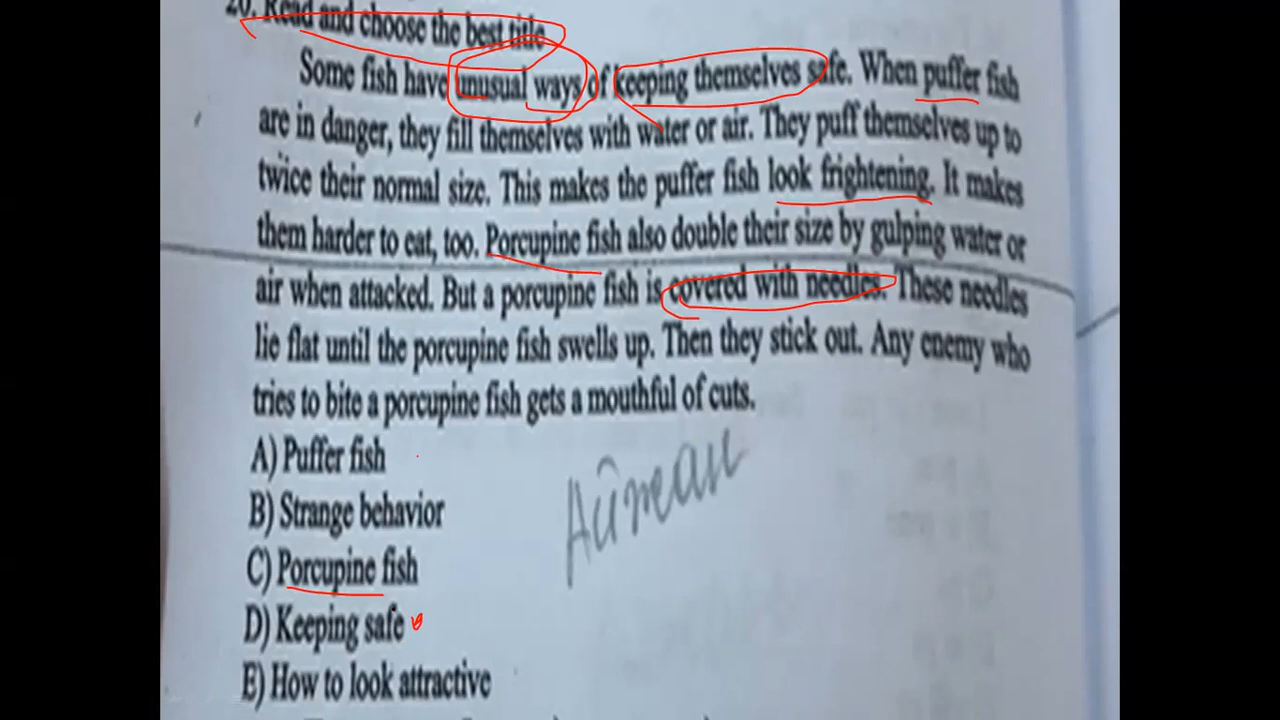 20. Read and choose the best title
Some fish have unusual ways of keeping themselves safe. When puffer fish
are in danger, they fill themselves with water or air. They puff themselves up to
twice their normal size. This makes the puffer fish look frightening. It makes
them harder to eat, too. Porcupine fish also double their size by gulping water or
air when attacked. But a porcupine fish is covered with needles. These needles
lie flat until the porcupine fish swells up. Then they stick out. Any enemy who
tries to bite a porcupine fish gets a mouthful of cuts.
A) Puffer fish
B) Strange behavior
C) Porcupine fish
D) Keeping safe
E) How to look attractive